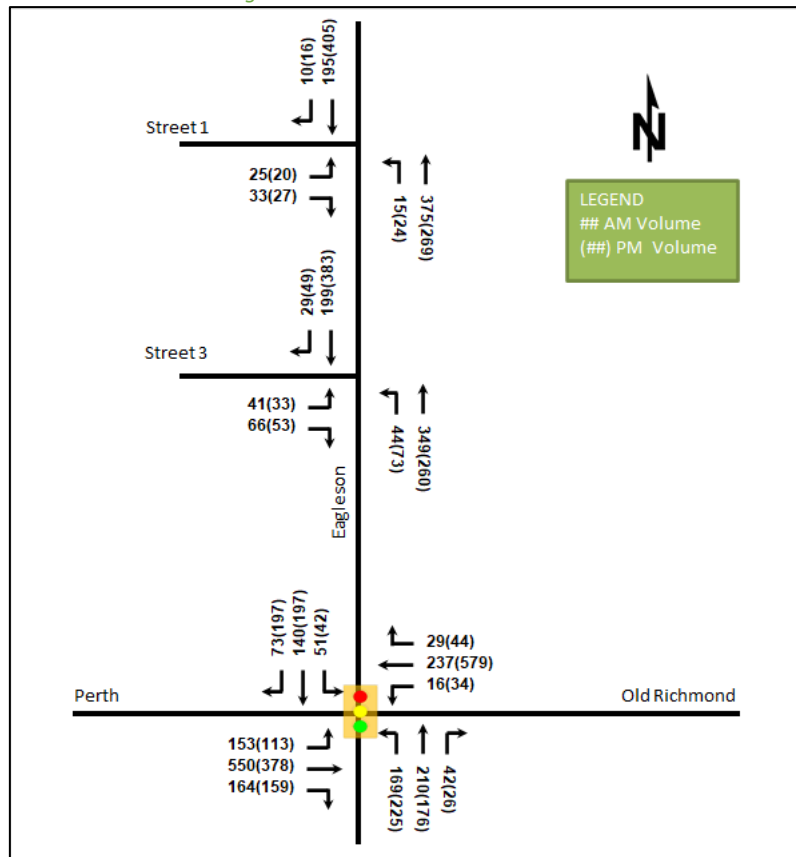 10(16)
195(405)
Street 1
25(20)
33(27)
15(24)
375(269)
N
LEGEND
## AM Volume
(##) PM Volume
29(49)
199(383)
Street 3
41(33)
66(53)
44(73)
349(260)
Eagleson
73(197)
140(197)
51(42)
29(44)
237(579)
16(34)
Perth
Old Richmond
153(113)
550(378)
164(159)
169(225)
210(176)
42(26)